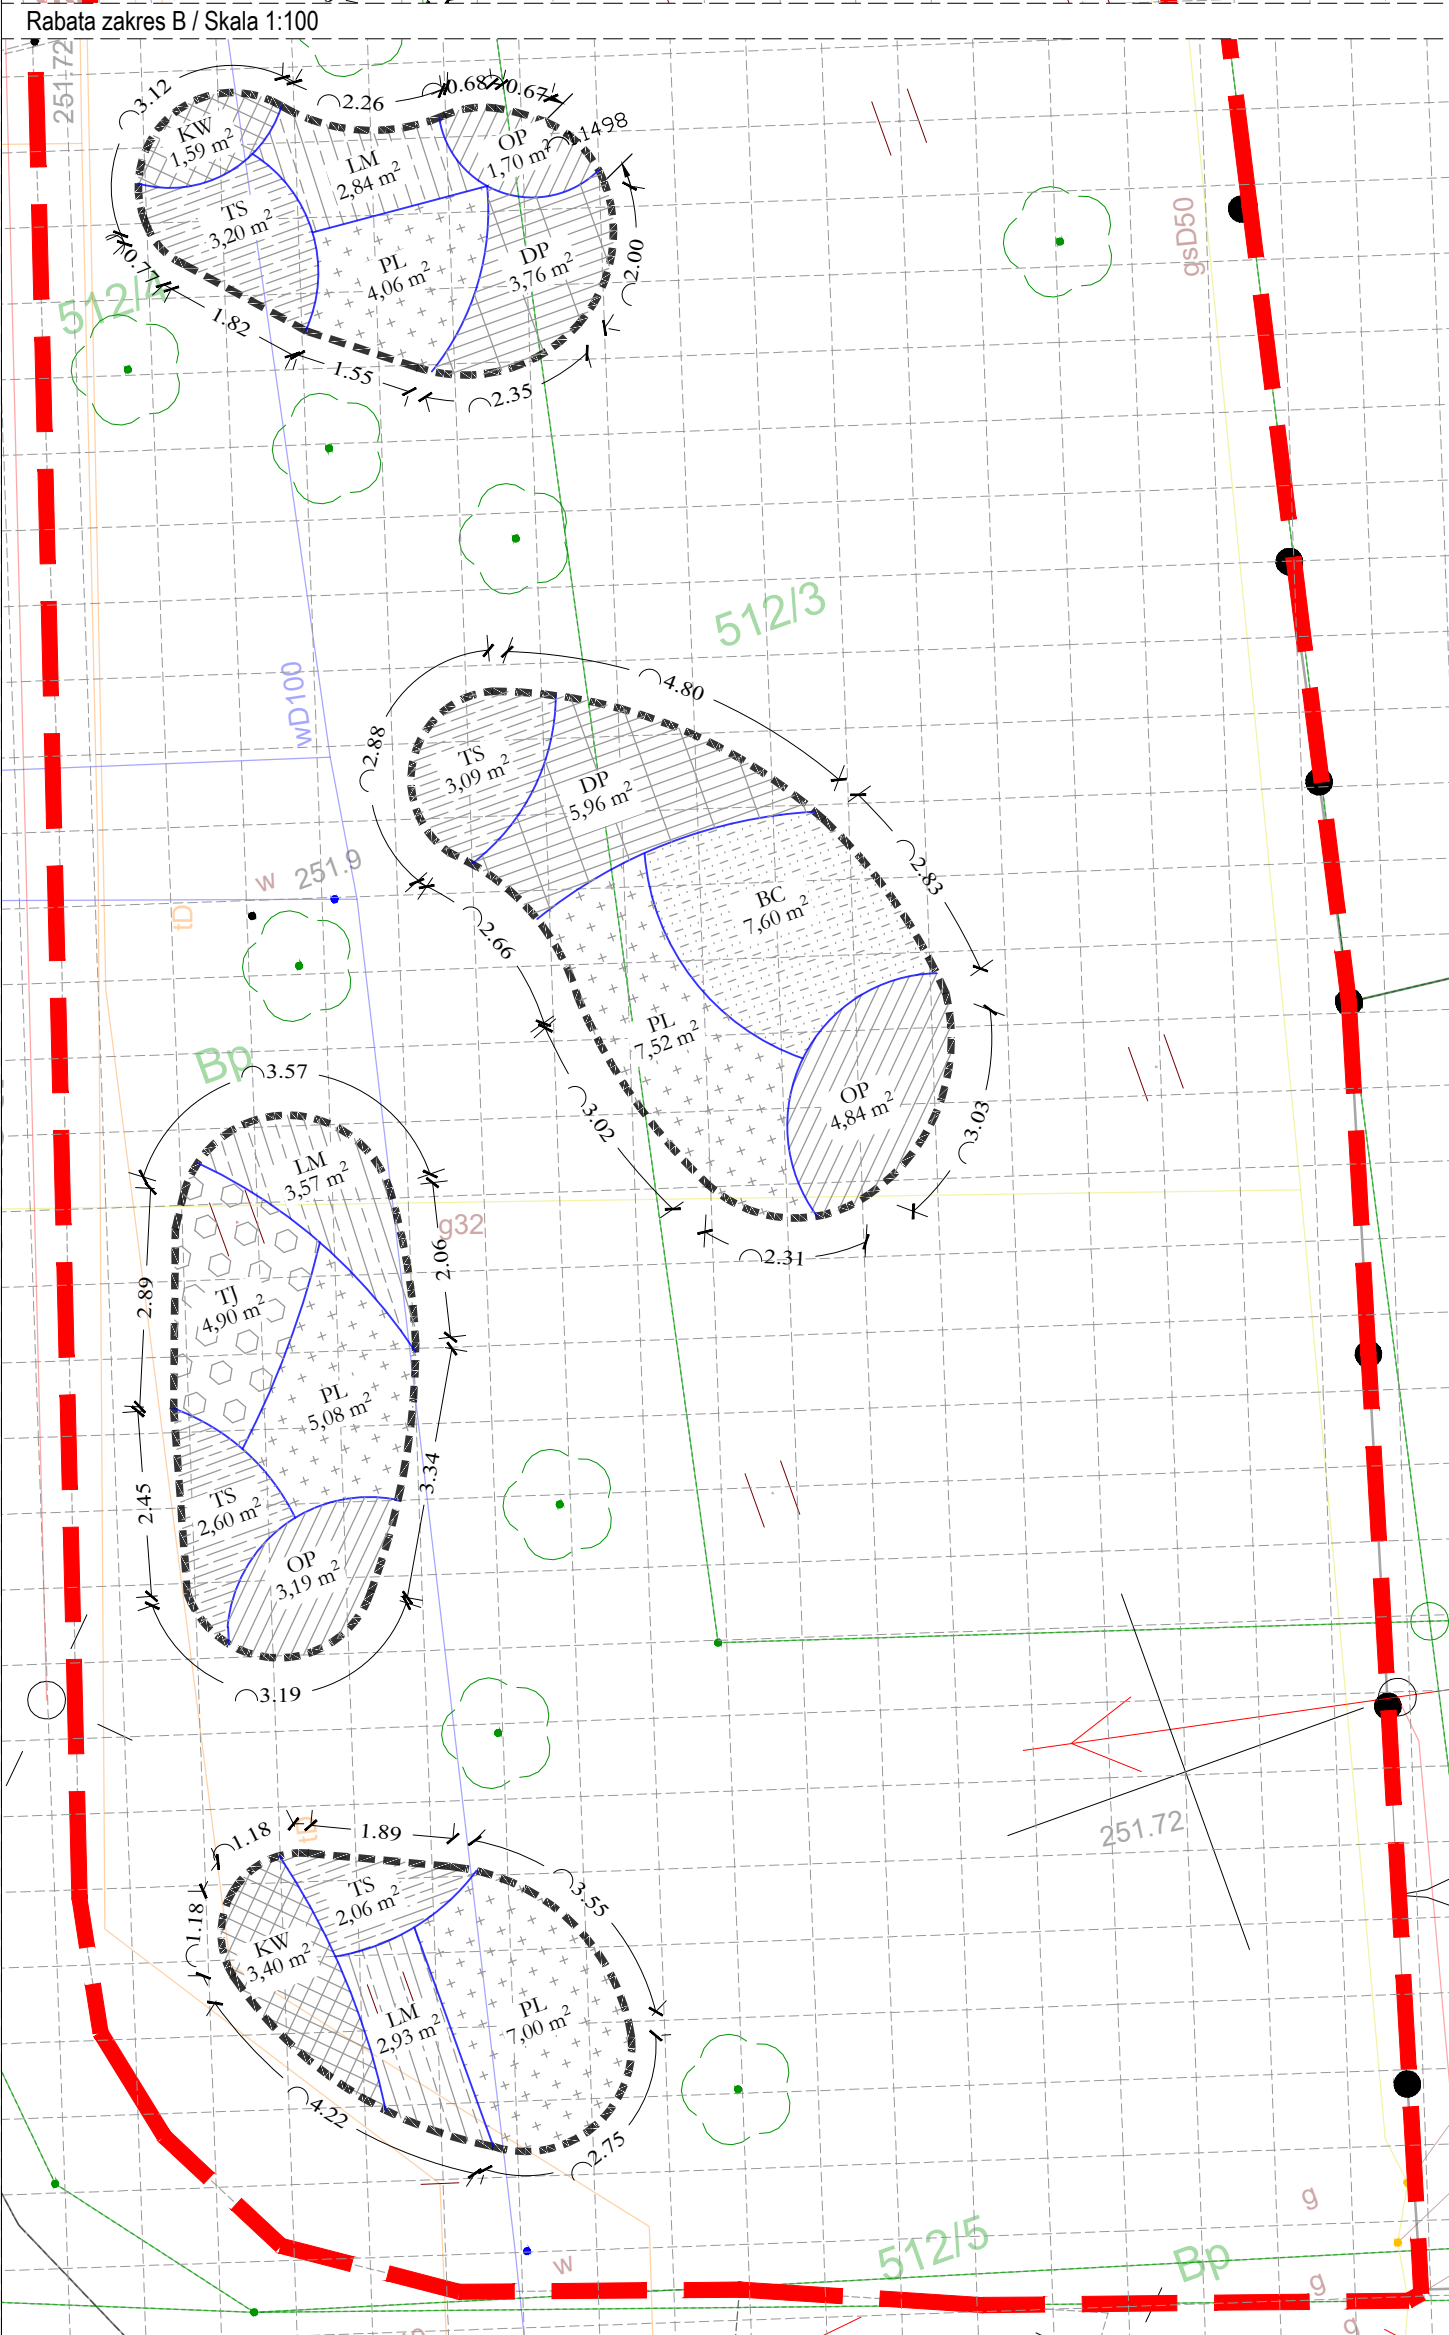 Rabata zakres B / Skala 1:100
251.72
3.12
2.26
0.68
0.67
1498
KW
1,59 m²
LM
2,84 m²
OP
1,70 m²
TS
3,20 m²
PL
4,06 m²
DP
3,76 m²
2.00
0.77
1.82
1.55
2.35
512/4
gsD50
512/3
wD100
4.80
2.88
TS
3,09 m²
DP
5,96 m²
2.83
BC
7,60 m²
w
251.9
tD
2.66
PL
7,52 m²
OP
4,84 m²
3.03
3.02
2.31
Bp
3.57
LM
3,57 m²
g32
2.06
2.89
TJ
4,90 m²
PL
5,08 m²
3.34
2.45
TS
2,60 m²
OP
3,19 m²
3.19
251.72
1.18
tD
1.89
3.55
1.18
TS
2,06 m²
KW
3,40 m²
LM
2,93 m²
PL
7,00 m²
4.22
2.75
g
512/5
Bp
w
g
g